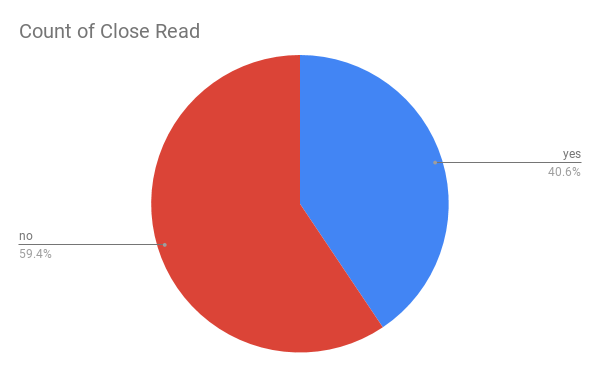 Count of Close Read
yes
40.6%
no
59.4%